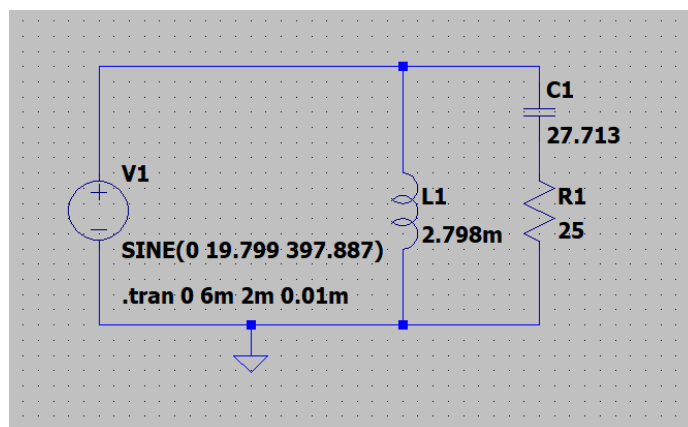 C1
27.713
V1
L1
R1
2.798m
25
SINE(0 19.799 397.887)
.tran 0 6m 2m 0.01m